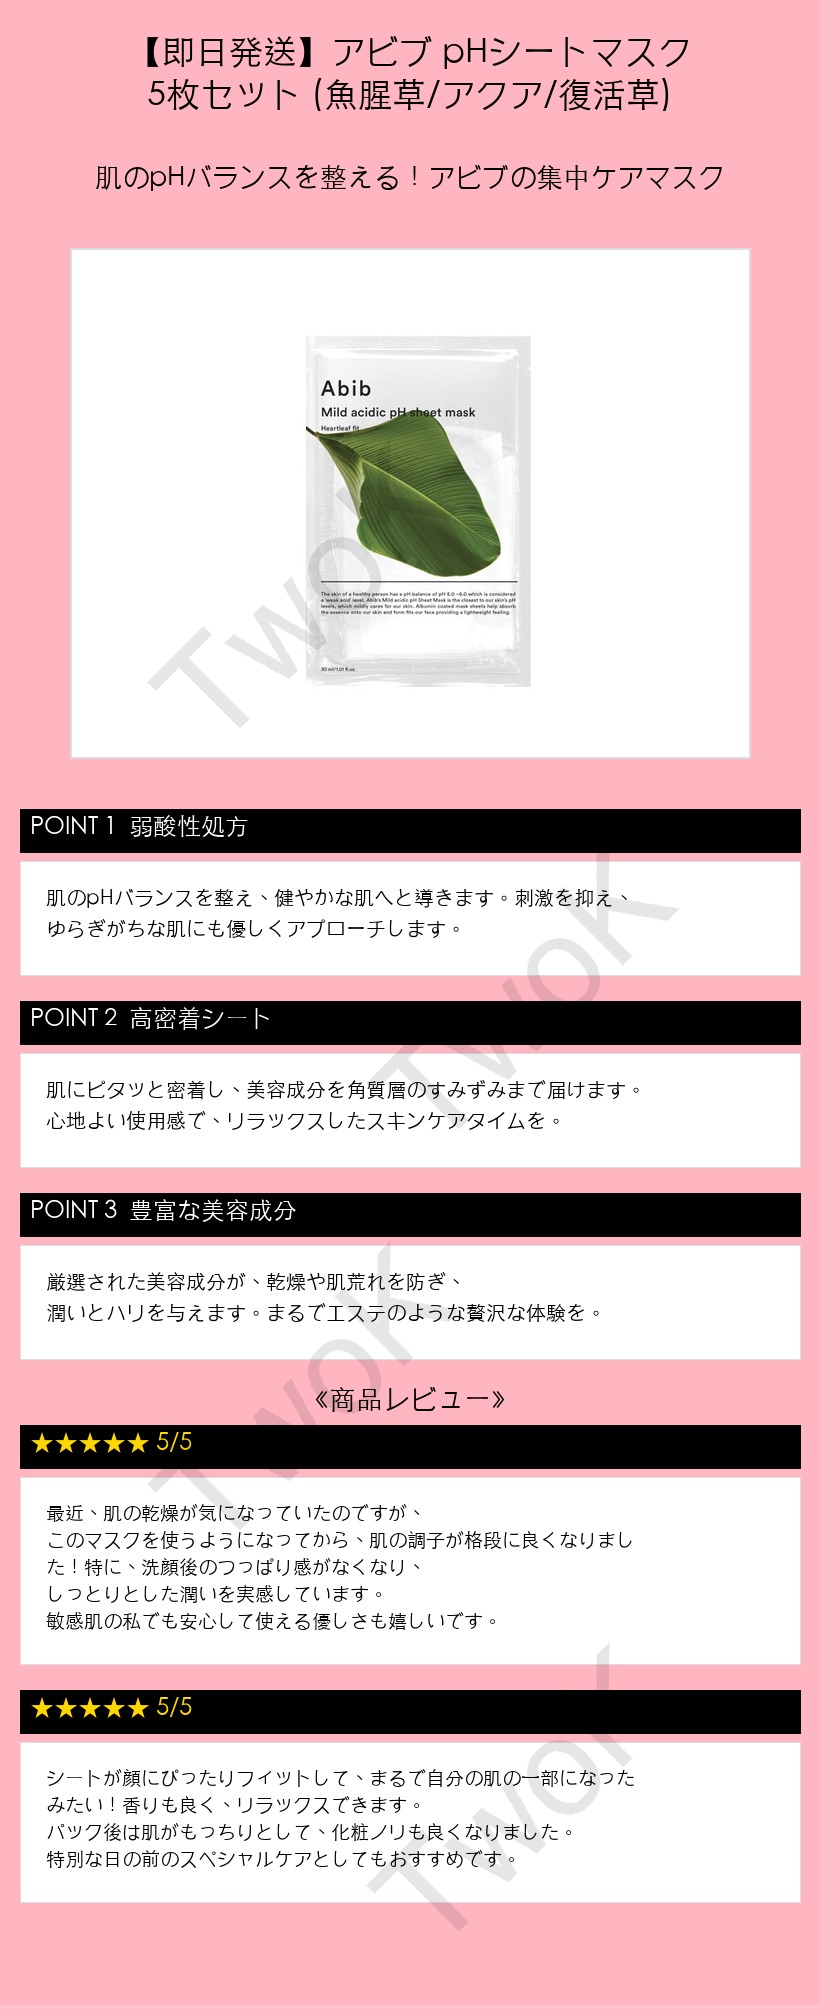 【即日発送】アビブ pHシートマスク
5枚セット (魚腥草/アクア/復活草)
肌のpHバランスを整える！アビブの集中ケアマスク
Abib
Mild acidic pH sheet mask
Heartleaf fit
The skin of a healthy person has a pH balance of pH 5.0 –6.0 which is considered
a 'weak acid' level. Abib's Mild acidic pH Sheet Mask is the closest to our skin's pH
levels, which mildly cares for our skin. Albumin coated mask sheets help absorb
the essence onto our skin and form fits our face providing a lightweight feeling.
30 ml/1.01 fl.oz.
TwoK
POINT 1 弱酸性処方
肌のpHバランスを整え、健やかな肌へと導きます。刺激を抑え、
ゆらぎがちな肌にも優しくアプローチします。
TwoK
POINT 2 高密着シート
肌にピタッと密着し、美容成分を角質層のすみずみまで届けます。
心地よい使用感で、リラックスしたスキンケアタイムを。
POINT 3 豊富な美容成分
厳選された美容成分が、乾燥や肌荒れを防ぎ、
潤いとハリを与えます。まるでエステのような贅沢な体験を。
TwoK
《商品レビュー》
★★★★★ 5/5
最近、肌の乾燥が気になっていたのですが、
このマスクを使うようになってから、肌の調子が格段に良くなりまし
た！特に、洗顔後のつっぱり感がなくなり、
しっとりとした潤いを実感しています。
敏感肌の私でも安心して使える優しさも嬉しいです。
★★★★★ 5/5
シートが顔にぴったりフィットして、まるで自分の肌の一部になった
みたい！香りも良く、リラックスできます。
パック後は肌がもっちりとして、化粧ノリも良くなりました。
特別な日の前のスペシャルケアとしてもおすすめです。
TwoK